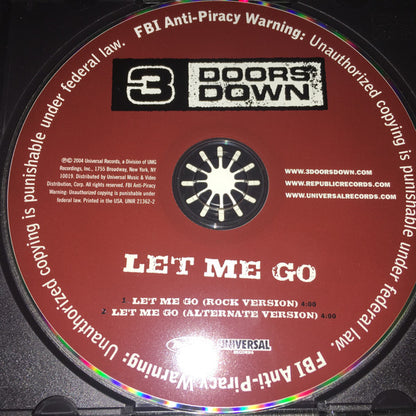 FBI Anti-Piracy Warning: Unauthorized copying is punishable under federal law.
3 DOORS
DOWN
℗© 2004 Universal Records, a Division of UMG
Recordings, Inc., 1755 Broadway, New York, NY
10019. Distributed by Universal Music & Video
Distribution, Corp. All rights reserved. FBI Anti-Piracy
Warning: Unauthorized copying is punishable under
federal law. Printed in the USA. UNIR 21362-2
WWW.3DOORSDOWN.COM
WWW.REPUBLICRECORDS.COM
WWW.UNIVERSALRECORDS.COM
LET ME GO
1. LET ME GO (ROCK VERSION) 4:00
2. LET ME GO (ALTERNATE VERSION) 4:00
UNIVERSAL
RECORDS
FBI Anti-Piracy Warning: Unauthorized copying is punishable under federal law.